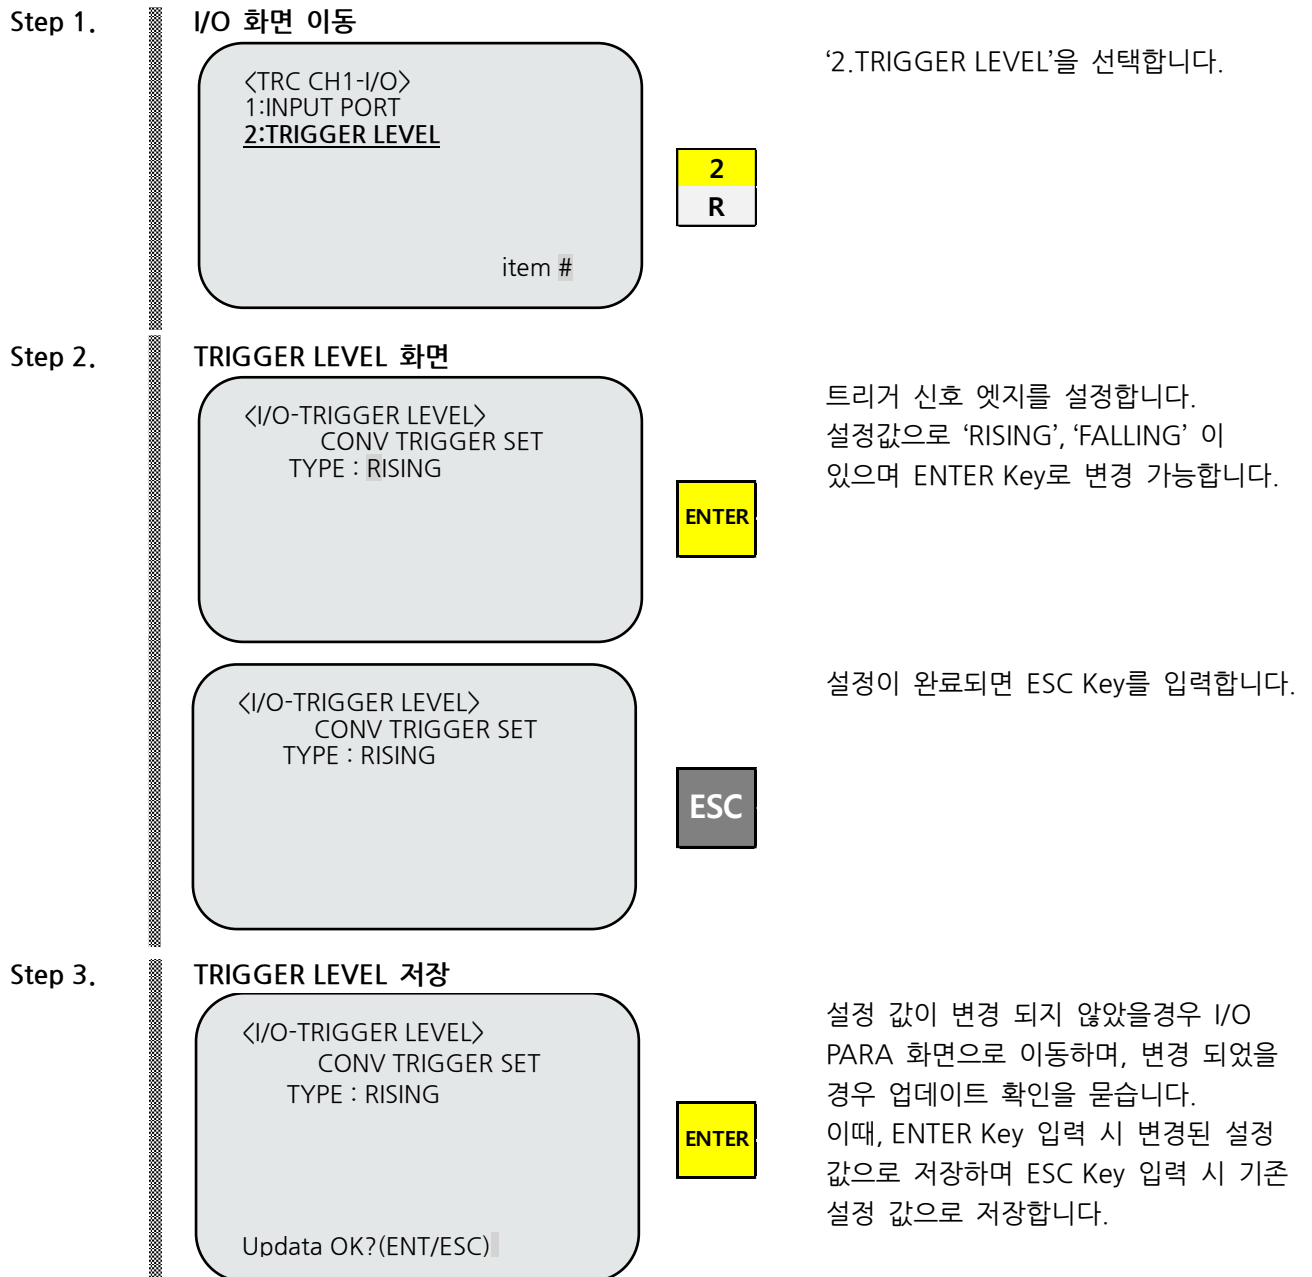 Step 1.
I/O 화면 이동
<TRC CH1-I/O>
1:INPUT PORT
2:TRIGGER LEVEL
item #
2
R
‘2.TRIGGER LEVEL’을 선택합니다.
Step 2.
TRIGGER LEVEL 화면
<I/O-TRIGGER LEVEL>
CONV TRIGGER SET
TYPE : RISING
ENTER
트리거 신호 엣지를 설정합니다.
설정값으로 ‘RISING’, ‘FALLING’ 이
있으며 ENTER Key로 변경 가능합니다.
<I/O-TRIGGER LEVEL>
CONV TRIGGER SET
TYPE : RISING
ESC
설정이 완료되면 ESC Key를 입력합니다.
Step 3.
TRIGGER LEVEL 저장
<I/O-TRIGGER LEVEL>
CONV TRIGGER SET
TYPE : RISING
Updata OK?(ENT/ESC)
ENTER
설정 값이 변경 되지 않았을경우 I/O
PARA 화면으로 이동하며, 변경 되었을
경우 업데이트 확인을 묻습니다.
이때, ENTER Key 입력 시 변경된 설정
값으로 저장하며 ESC Key 입력 시 기존
설정 값으로 저장합니다.